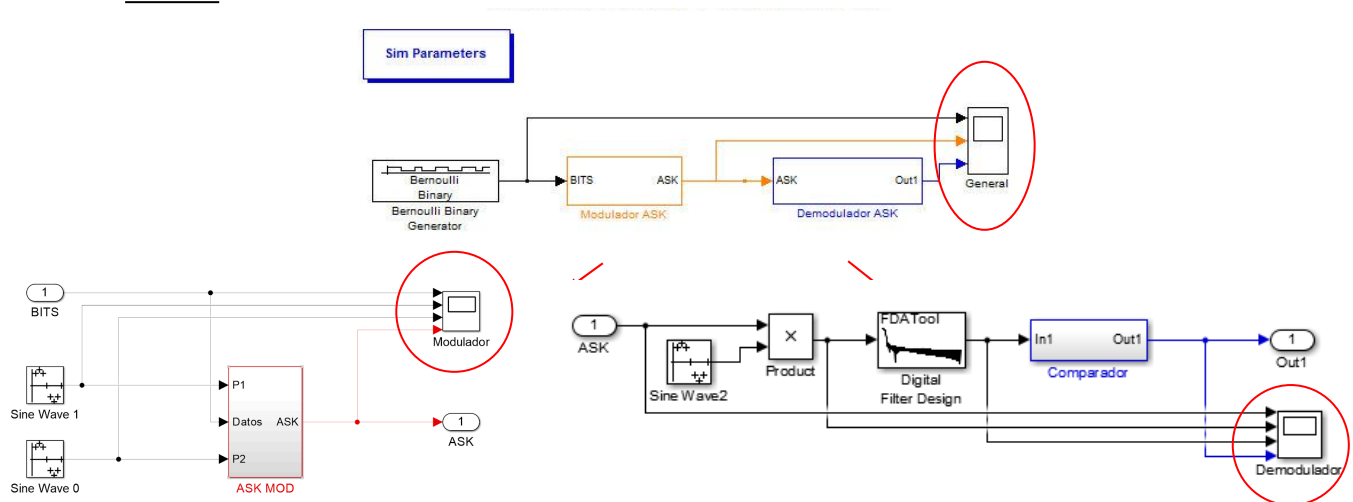 Sim Parameters
Bernoulli
Binary
Bernoulli Binary
Generator
BITS
ASK
Modulador ASK
ASK
Out1
Demodulador ASK
General
1
BITS
Modulador
Sine Wave 1
Sine Wave 0
P1
Datos
ASK
P2
ASK MOD
1
ASK
1
ASK
Sine Wave2
×
Product
FDATool
Digital
Filter Design
In1
Out1
Comparador
1
Out1
Demodulador